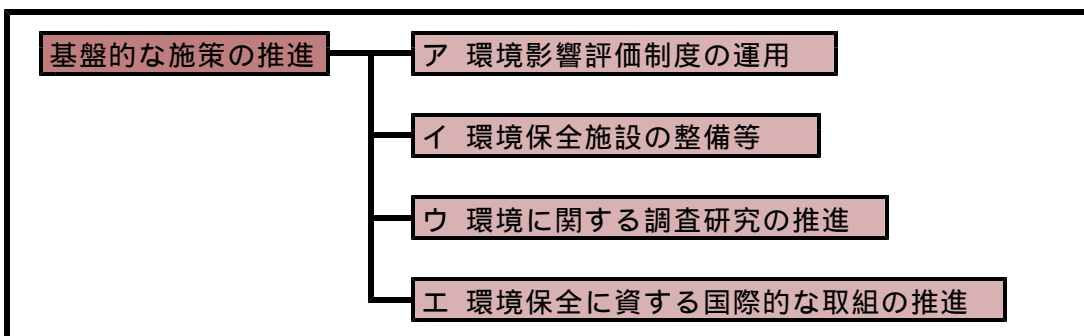 基盤的な施策の推進
ア 環境影響評価制度の運用
イ 環境保全施設の整備等
ウ 環境に関する調査研究の推進
エ 環境保全に資する国際的な取組の推進